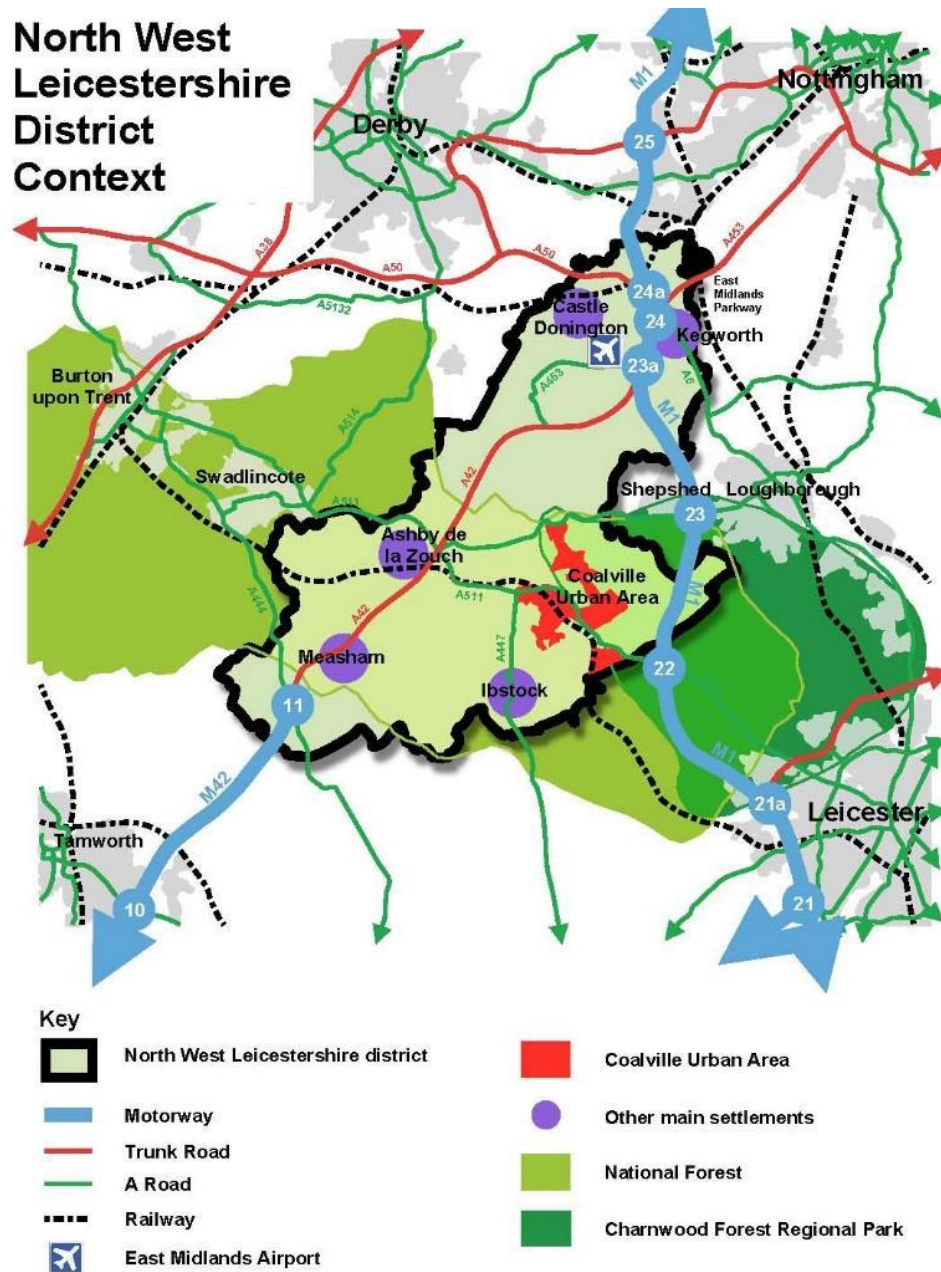 North West
Leicestershire
District
Context
M1
Nottingham
Derby
25
A38
A50
A50
A453
A5132
24a
East
Midlands
Parkway
Castle
Donington
24
Kegworth
23a
A453
A6
M1
Burton
upon Trent
A514
A42
Swadlincote
A511
Shepshed
Loughborough
23
Ashby de
la Zouch
Coalville
Urban Area
A444
A511
A42
M1
A447
Measham
22
Ibstock
11
M42
M1
21a
Leicester
Tamworth
10
21
Key
North West Leicestershire district
Motorway
Trunk Road
A Road
Railway
East Midlands Airport
Coalville Urban Area
Other main settlements
National Forest
Charnwood Forest Regional Park